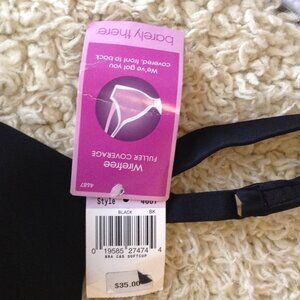 barely there
We've got you
covered, front to back
Wirefree
FULLER COVERAGE
4687
Style
BLACK
BK
0 19585 27474 4
BRA C&S SOFTCUP
$35.00